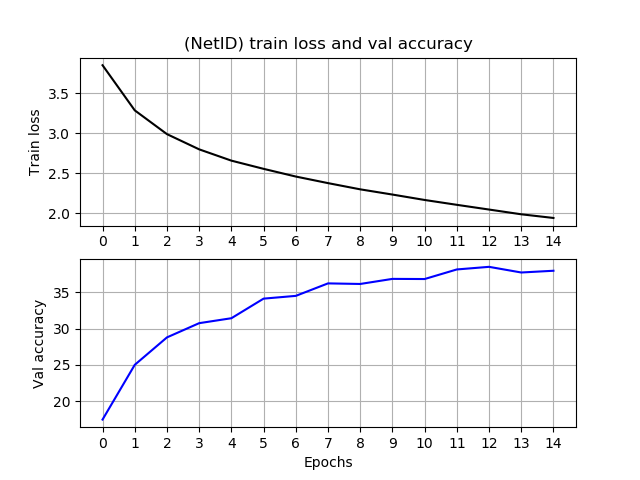 (NetID) train loss and val accuracy
Train loss
3.5
3.0
2.5
2.0
0 1 2 3 4 5 6 7 8 9 10 11 12 13 14
Val accuracy
35
30
25
20
0 1 2 3 4 5 6 7 8 9 10 11 12 13 14
Epochs